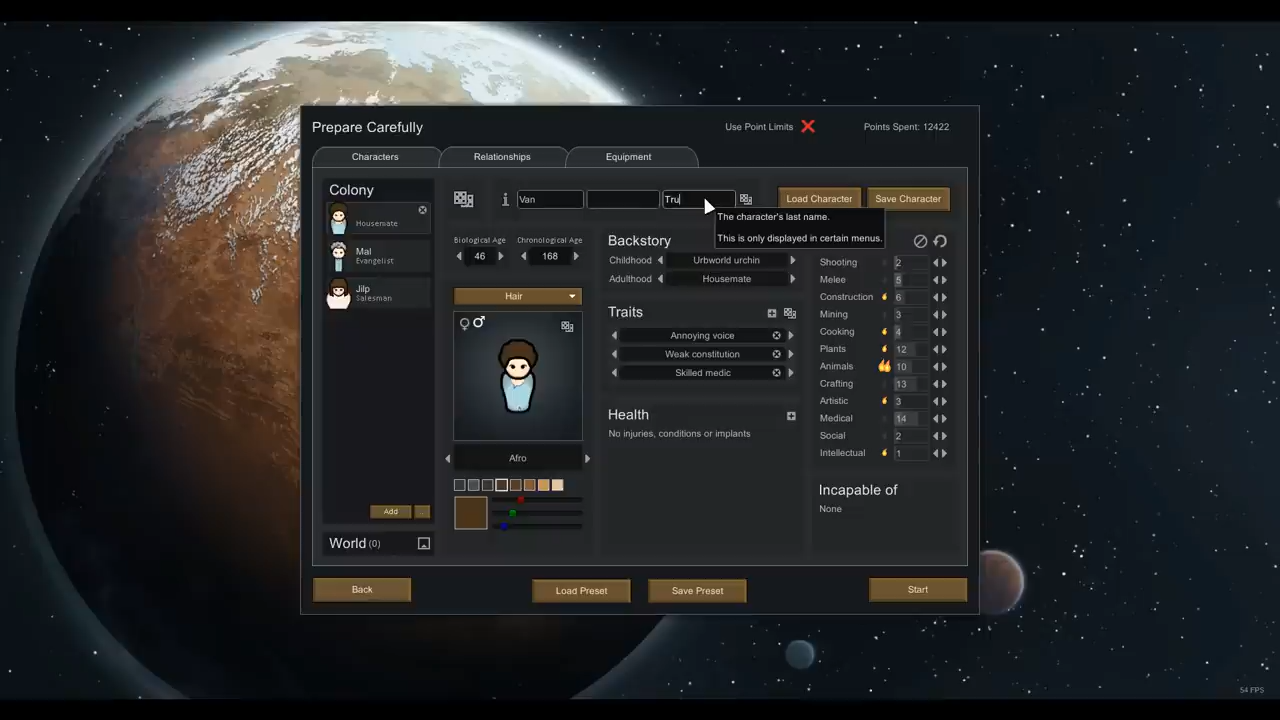 Prepare Carefully
Use Point Limits
Points Spent: 12422
Characters
Relationships
Equipment
Colony
Housemate
Mal
Evangelist
Jilp
Salesman
Add
...
World (0)
i
Van
Tru
Load Character
Save Character
The character's last name.
This is only displayed in certain menus.
Biological Age
Chronological Age
46
168
Hair
Afro
Backstory
Childhood
Urbworld urchin
Adulthood
Housemate
Traits
Annoying voice
Weak constitution
Skilled medic
Health
No injuries, conditions or implants
Shooting 2
Melee 5
Construction 6
Mining 3
Cooking 4
Plants 12
Animals 10
Crafting 13
Artistic 3
Medical 14
Social 2
Intellectual 1
Incapable of
None
Back
Load Preset
Save Preset
Start
54 FPS